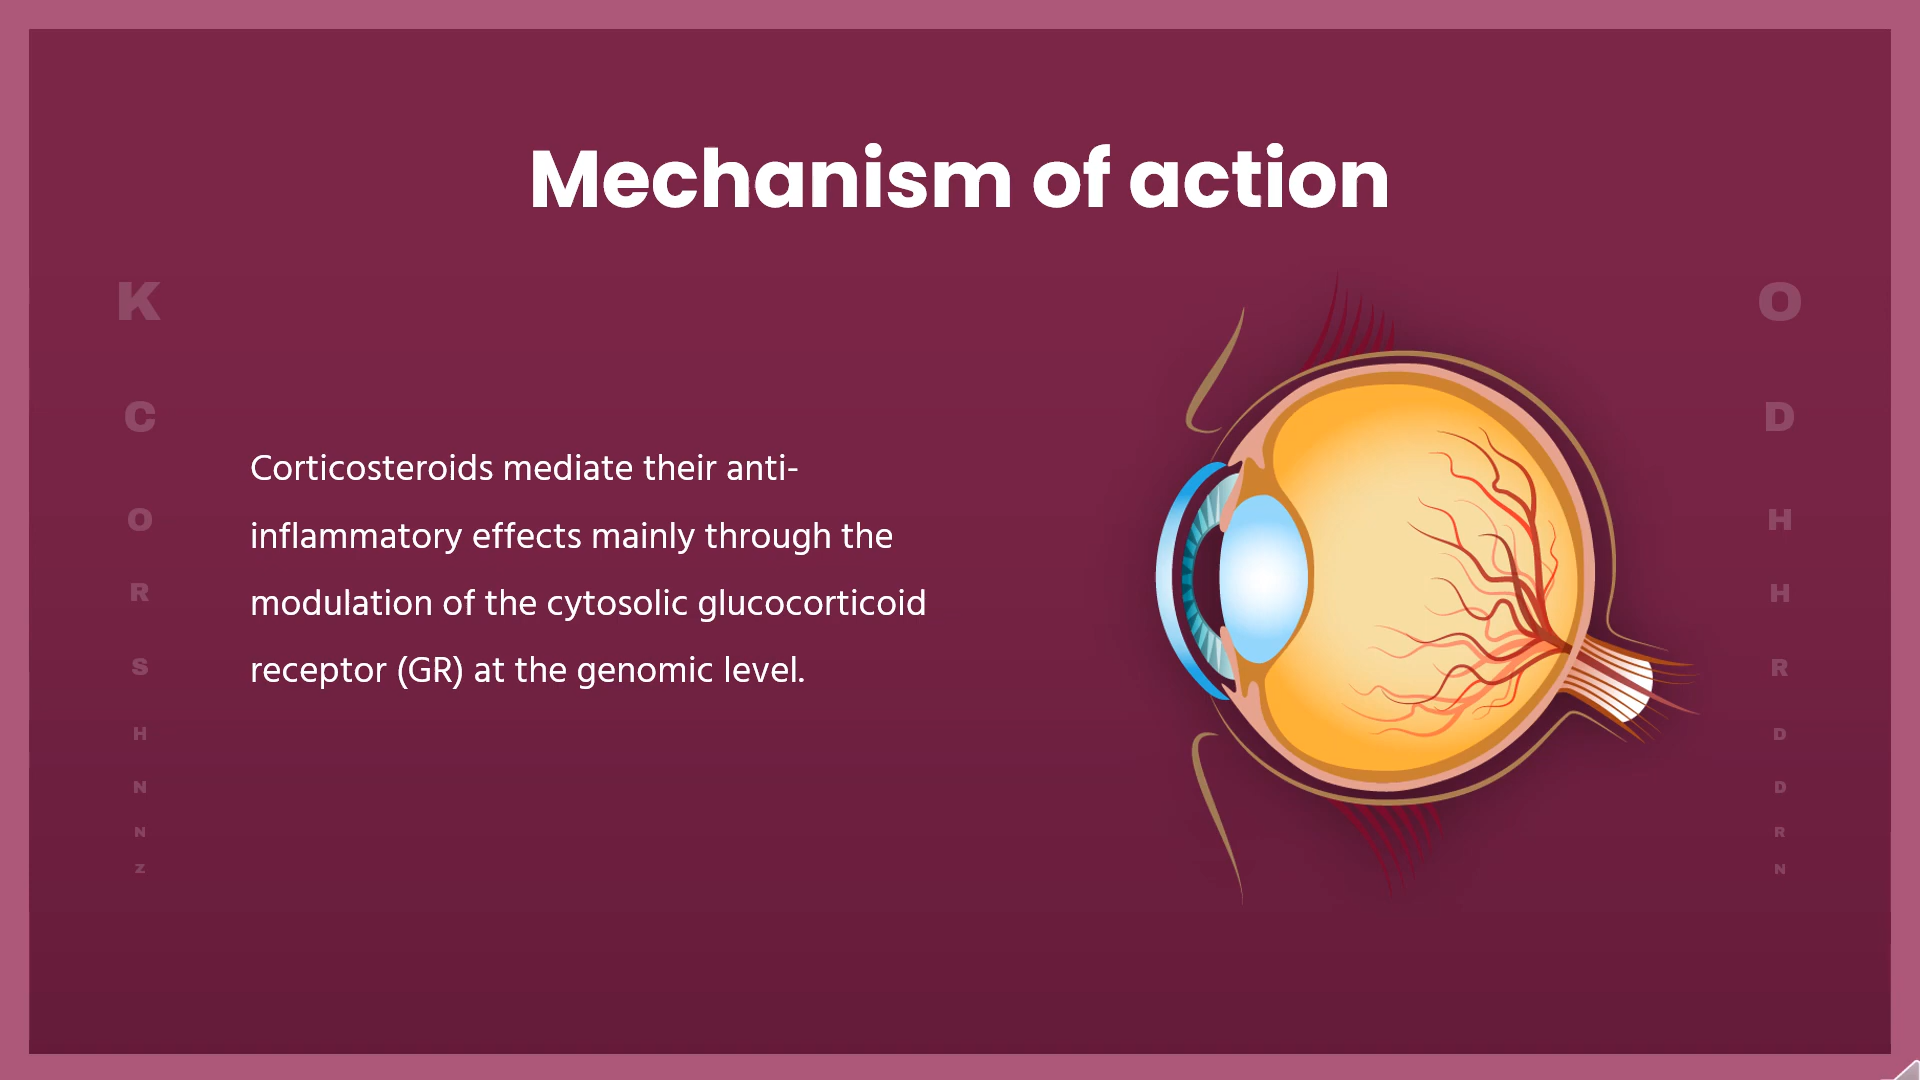 Mechanism of action
K
C
O
R
S
H
N
N
Z
Corticosteroids mediate their anti-
inflammatory effects mainly through the
modulation of the cytosolic glucocorticoid
receptor (GR) at the genomic level.
O
D
H
H
R
D
D
R
N